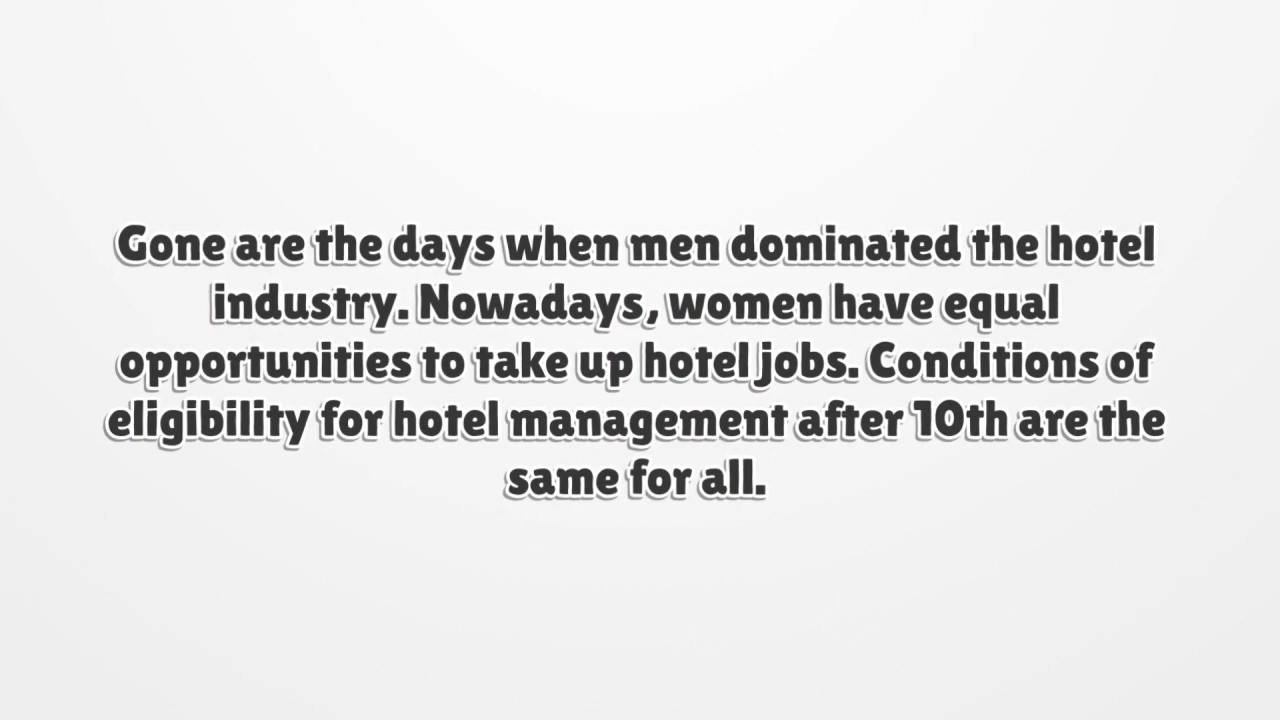 Gone are the days when men dominated the hotel
industry. Nowadays, women have equal
opportunities to take up hotel jobs. Conditions of
eligibility for hotel management after 10th are the
same for all.